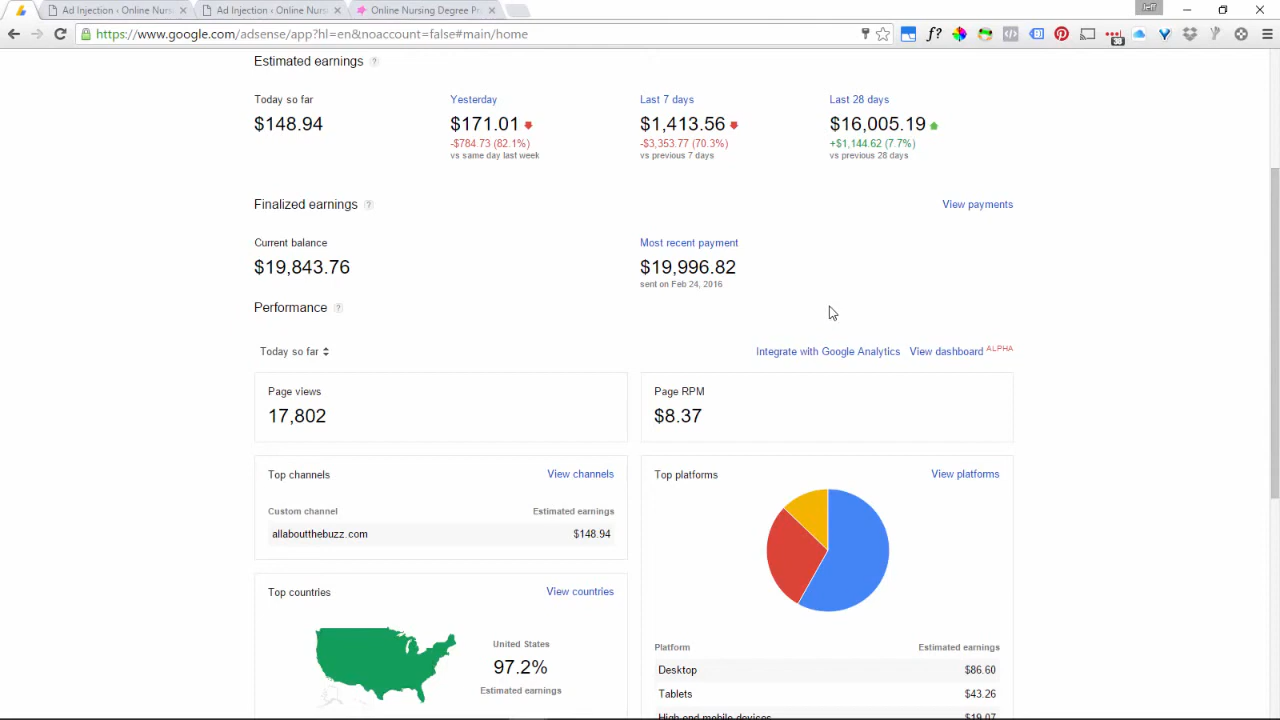 Ad Injection ‹ Online Nurs
Ad Injection ‹ Online Nurs
Online Nursing Degree Pr
https://www.google.com/adsense/app?hl=en&noaccount=false#main/home
Estimated earnings ?
Today so far
$148.94
Yesterday
$171.01
-$784.73 (82.1%)
vs same day last week
Last 7 days
$1,413.56
-$3,353.77 (70.3%)
vs previous 7 days
Last 28 days
$16,005.19
+$1,144.62 (7.7%)
vs previous 28 days
Finalized earnings ?
View payments
Current balance
$19,843.76
Most recent payment
$19,996.82
sent on Feb 24, 2016
Performance ?
Today so far
Integrate with Google Analytics View dashboard ALPHA
Page views
17,802
Page RPM
$8.37
Top channels View channels
Custom channel Estimated earnings
allaboutthebuzz.com $148.94
Top platforms View platforms
Platform Estimated earnings
Desktop $86.60
Tablets $43.26
High-end mobile devices $19.07
Top countries View countries
United States
97.2%
Estimated earnings